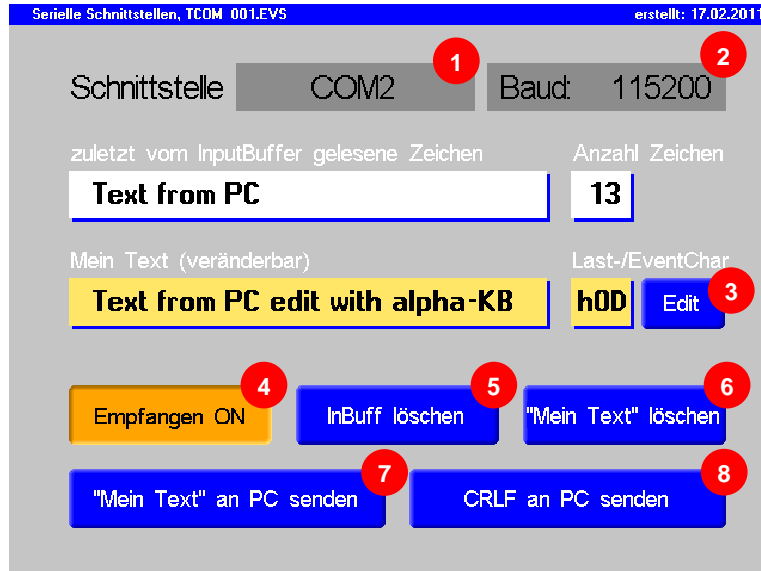 Serielle Schnittstellen, TCOM 001.EVS erstellt: 17.02.2011
1 2
Schnittstelle COM2 Baud: 115200
zuletzt vom InputBuffer gelesene Zeichen Anzahl Zeichen
Text from PC 13
Mein Text (veränderbar) Last-/EventChar
Text from PC edit with alpha-KB h0D Edit 3
4 5 6
Empfangen ON InBuff löschen "Mein Text" löschen
7 8
"Mein Text" an PC senden CRLF an PC senden